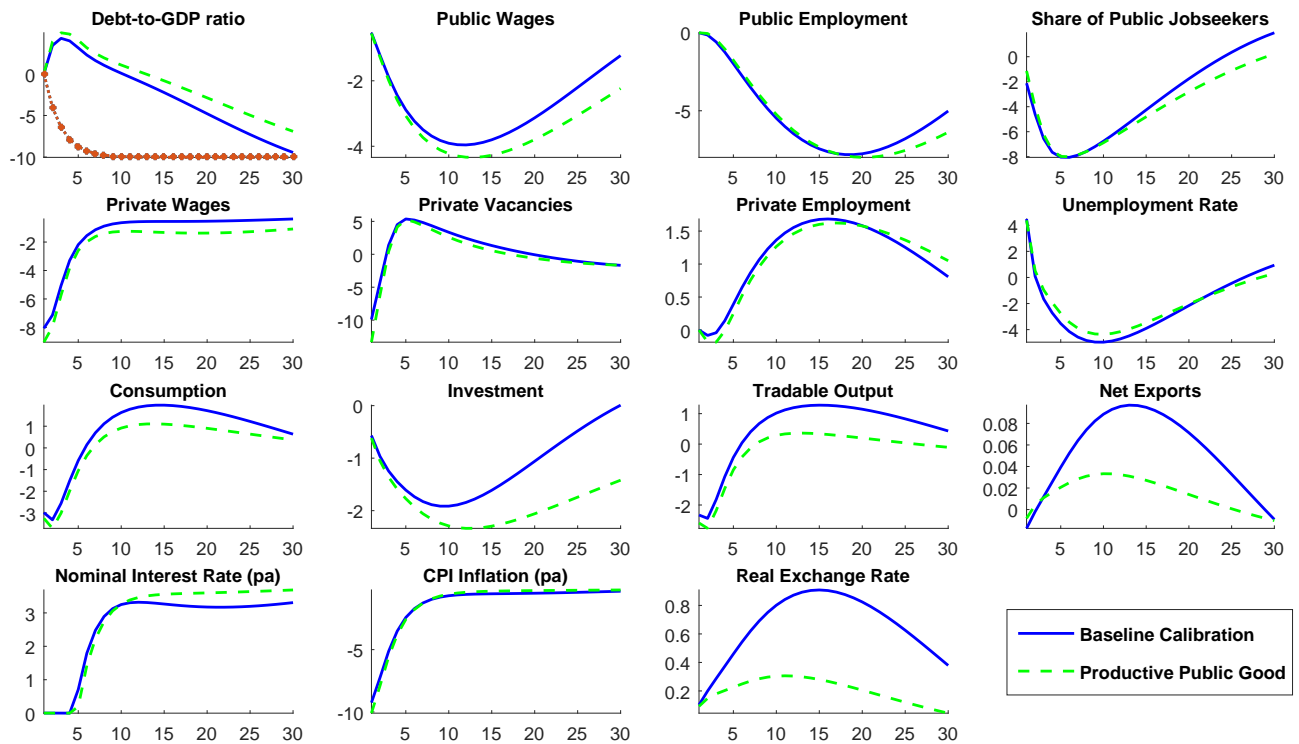 Debt-to-GDP ratio
0
-5
-10
5 10 15 20 25 30
Public Wages
-2
-4
5 10 15 20 25 30
Public Employment
0
-5
5 10 15 20 25 30
Share of Public Jobseekers
0
-2
-4
-6
-8
5 10 15 20 25 30
Private Wages
-2
-4
-6
-8
5 10 15 20 25 30
Private Vacancies
5
0
-5
-10
5 10 15 20 25 30
Private Employment
1.5
1
0.5
0
5 10 15 20 25 30
Unemployment Rate
4
2
0
-2
-4
5 10 15 20 25 30
Consumption
1
0
-1
-2
-3
5 10 15 20 25 30
Investment
0
-1
-2
5 10 15 20 25 30
Tradable Output
1
0
-1
-2
5 10 15 20 25 30
Net Exports
0.08
0.06
0.04
0.02
0
5 10 15 20 25 30
Nominal Interest Rate (pa)
3
2
1
0
5 10 15 20 25 30
CPI Inflation (pa)
-5
-10
5 10 15 20 25 30
Real Exchange Rate
0.8
0.6
0.4
0.2
5 10 15 20 25 30
Baseline Calibration
Productive Public Good